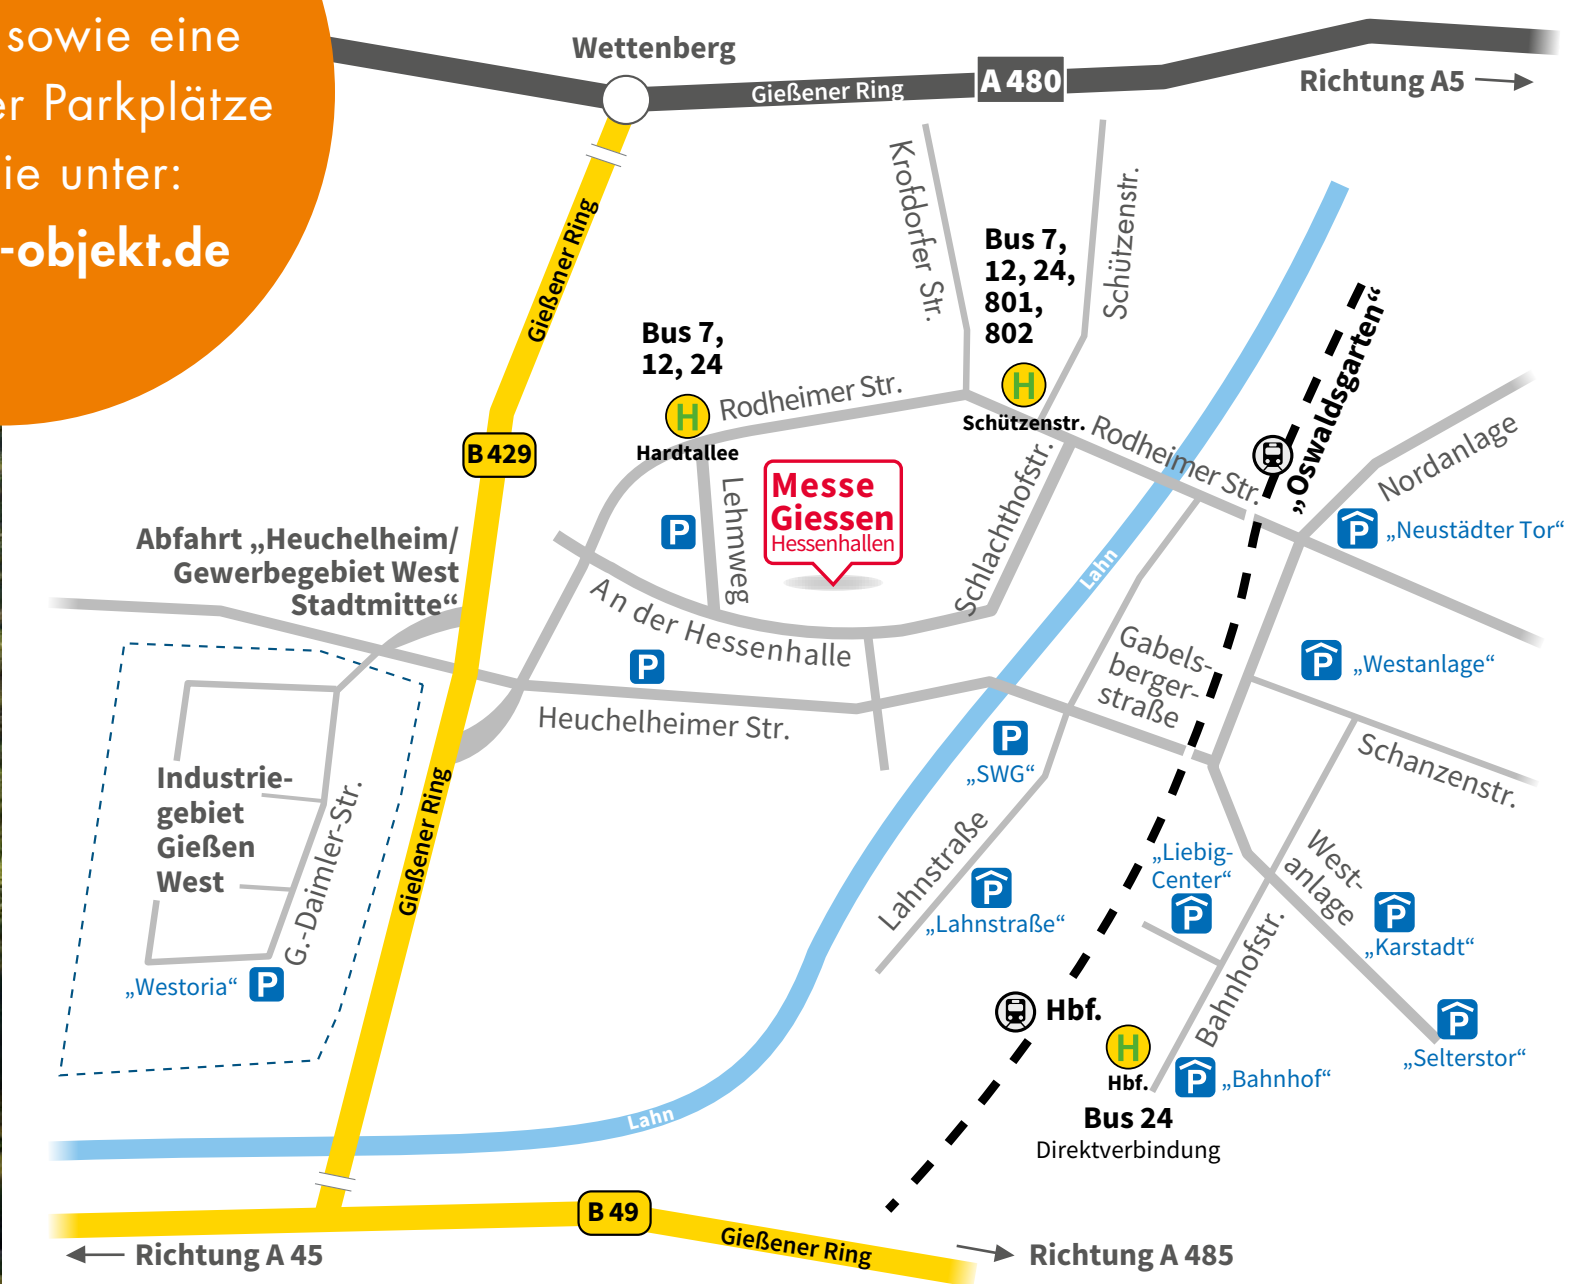 sowie eine
er Parkplätze
ie unter:
-objekt.de
Wettenberg
Gießener Ring
A 480
Richtung A5
Gießener Ring
Krofdorfer Str.
Schützenstr.
Bus 7,
12, 24,
801,
802
H
Schützenstr.
Bus 7,
12, 24
H
Hardtallee
Rodheimer Str.
Rodheimer Str.
„Oswaldsgarten“
Nordanlage
P
„Neustädter Tor“
B 429
Messe
Giessen
Hessenhallen
P
Lehmweg
Schlachthofstr.
Lahn
Abfahrt „Heuchelheim/
Gewerbegebiet West
Stadtmitte“
An der Hessenhalle
P
Heuchelheimer Str.
Gabels-
berger-
straße
P
„Westanlage“
P
„SWG“
Schanzenstr.
Industrie-
gebiet
Gießen
West
G.-Daimler-Str.
Gießener Ring
„Westoria“ P
Lahnstraße
P
„Lahnstraße“
„Liebig-
Center“
P
West-
anlage
P
„Karstadt“
Bahnhofstr.
Hbf.
H
Hbf.
Bus 24
Direktverbindung
P
„Bahnhof“
P
„Selterstor“
Lahn
B 49
Gießener Ring
Richtung A 45
Richtung A 485